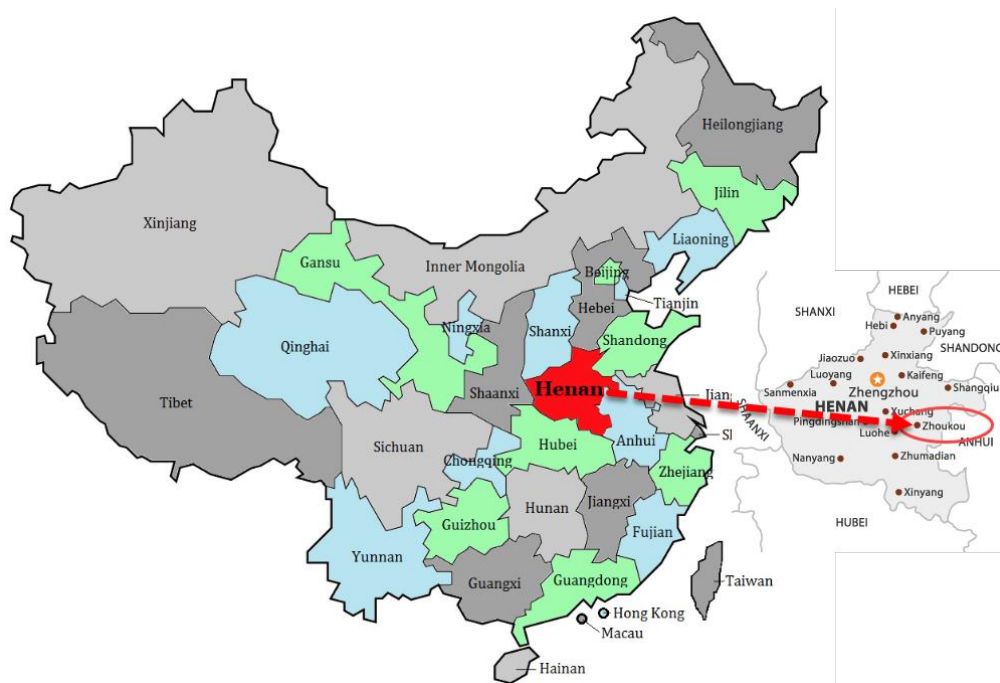 Heilongjiang
Jilin
Xinjiang
Liaoning
Gansu
Inner Mongolia
Beijing
Tianjin
Hebei
Ningxia
Shanxi
Qinghai
Shandong
Shaanxi
Henan
Tibet
Jian
Sichuan
Hubei
Anhui
Sl
Chongqing
Zhejiang
Hunan
Jiangxi
Guizhou
Fujian
Yunnan
Guangxi
Guangdong
Taiwan
Hong Kong
Macau
Hainan
HEBEI
SHANXI
Anyang
Hebi
Puyang
SHANDONG
Jiaozuo
Xinxiang
Luoyang
Kaifeng
Sanmenxia
Zhengzhou
Shangqiu
HENAN
Xuchang
SHAANXI
Pingdingshan
Zhoukou
Luohe
ANHUI
Nanyang
Zhumadian
Xinyang
HUBEI